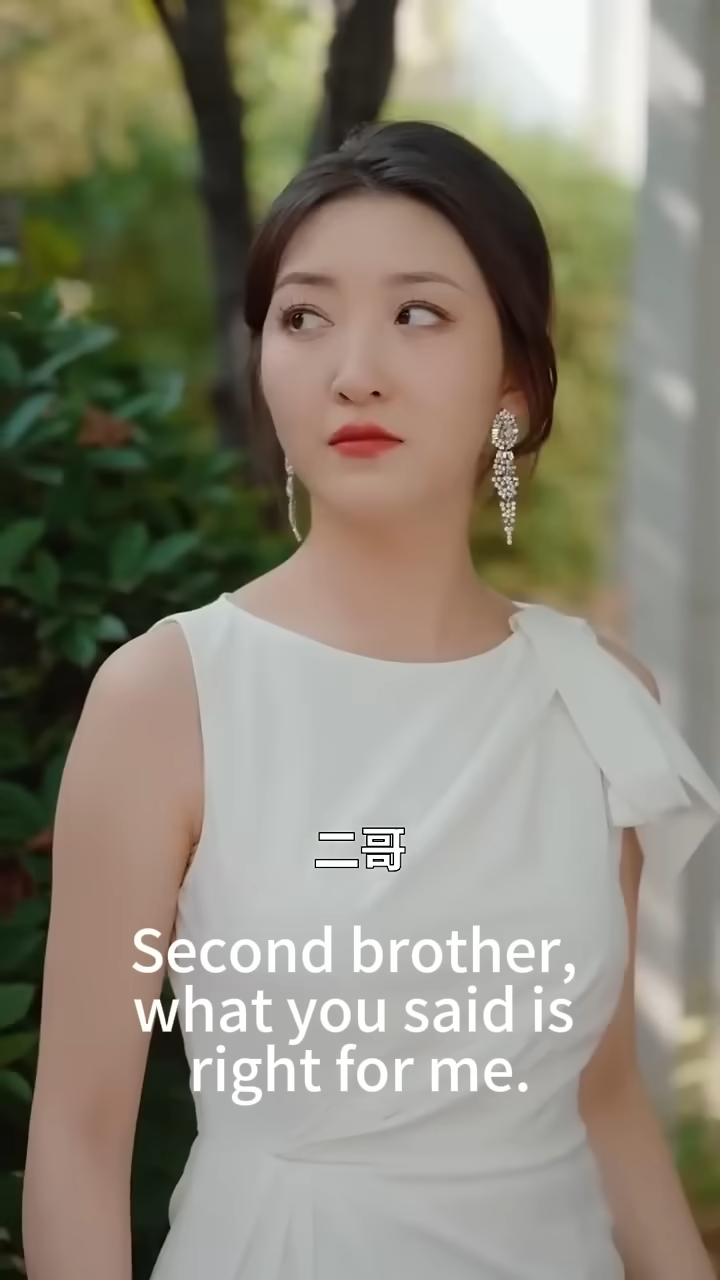 二哥
Second brother,
what you said is
right for me.